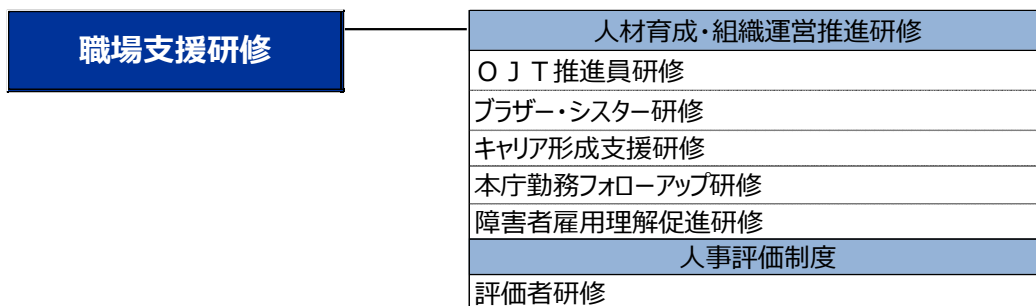 職場支援研修
人材育成・組織運営推進研修
ＯＪＴ推進員研修
ブラザー・シスター研修
キャリア形成支援研修
本庁勤務フォローアップ研修
障害者雇用理解促進研修
人事評価制度
評価者研修